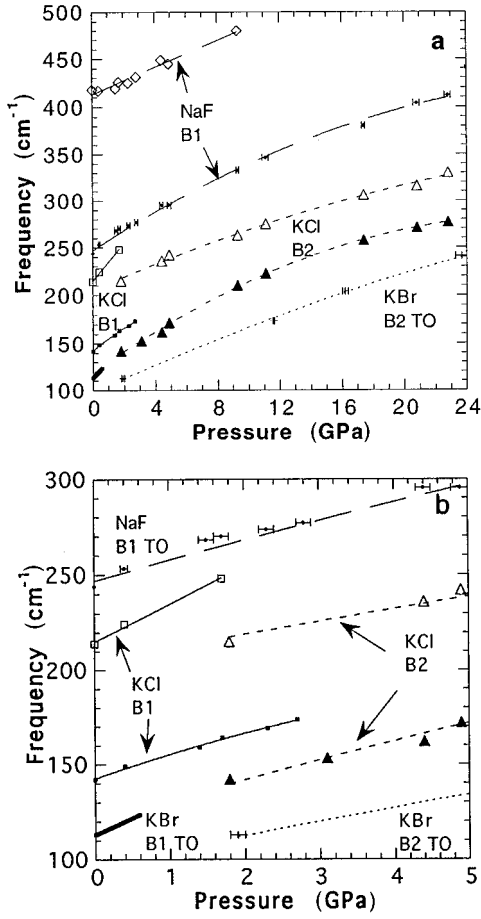 500
450
400
350
300
250
200
150
100
Frequency (cm⁻¹)
a
NaF
B1
KCl
B2
KCl
B1
KBr
B2 TO
0
4
8
12
16
20
24
Pressure (GPa)
300
250
200
150
100
Frequency (cm⁻¹)
b
NaF
B1 TO
KCl
B1
KCl
B2
KBr
B1 TO
KBr
B2 TO
0
1
2
3
4
5
Pressure (GPa)